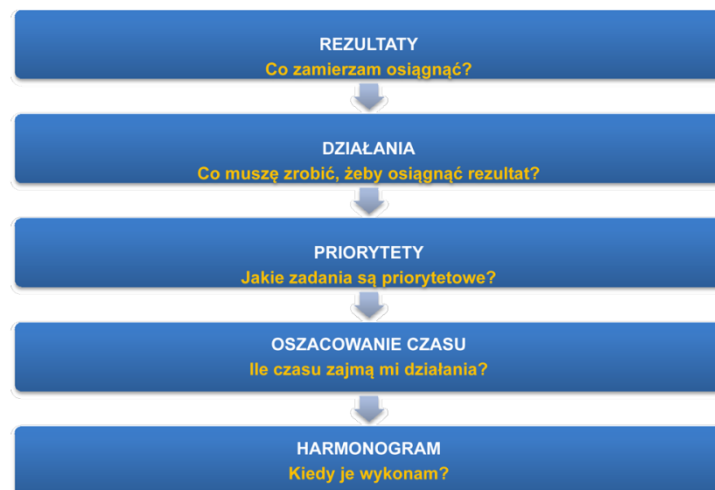 REZULTATY
Co zamierzam osiągnąć?
DZIAŁANIA
Co muszę zrobić, żeby osiągnąć rezultat?
PRIORYTETY
Jakie zadania są priorytetowe?
OSZACOWANIE CZASU
Ile czasu zajmą mi działania?
HARMONOGRAM
Kiedy je wykonam?